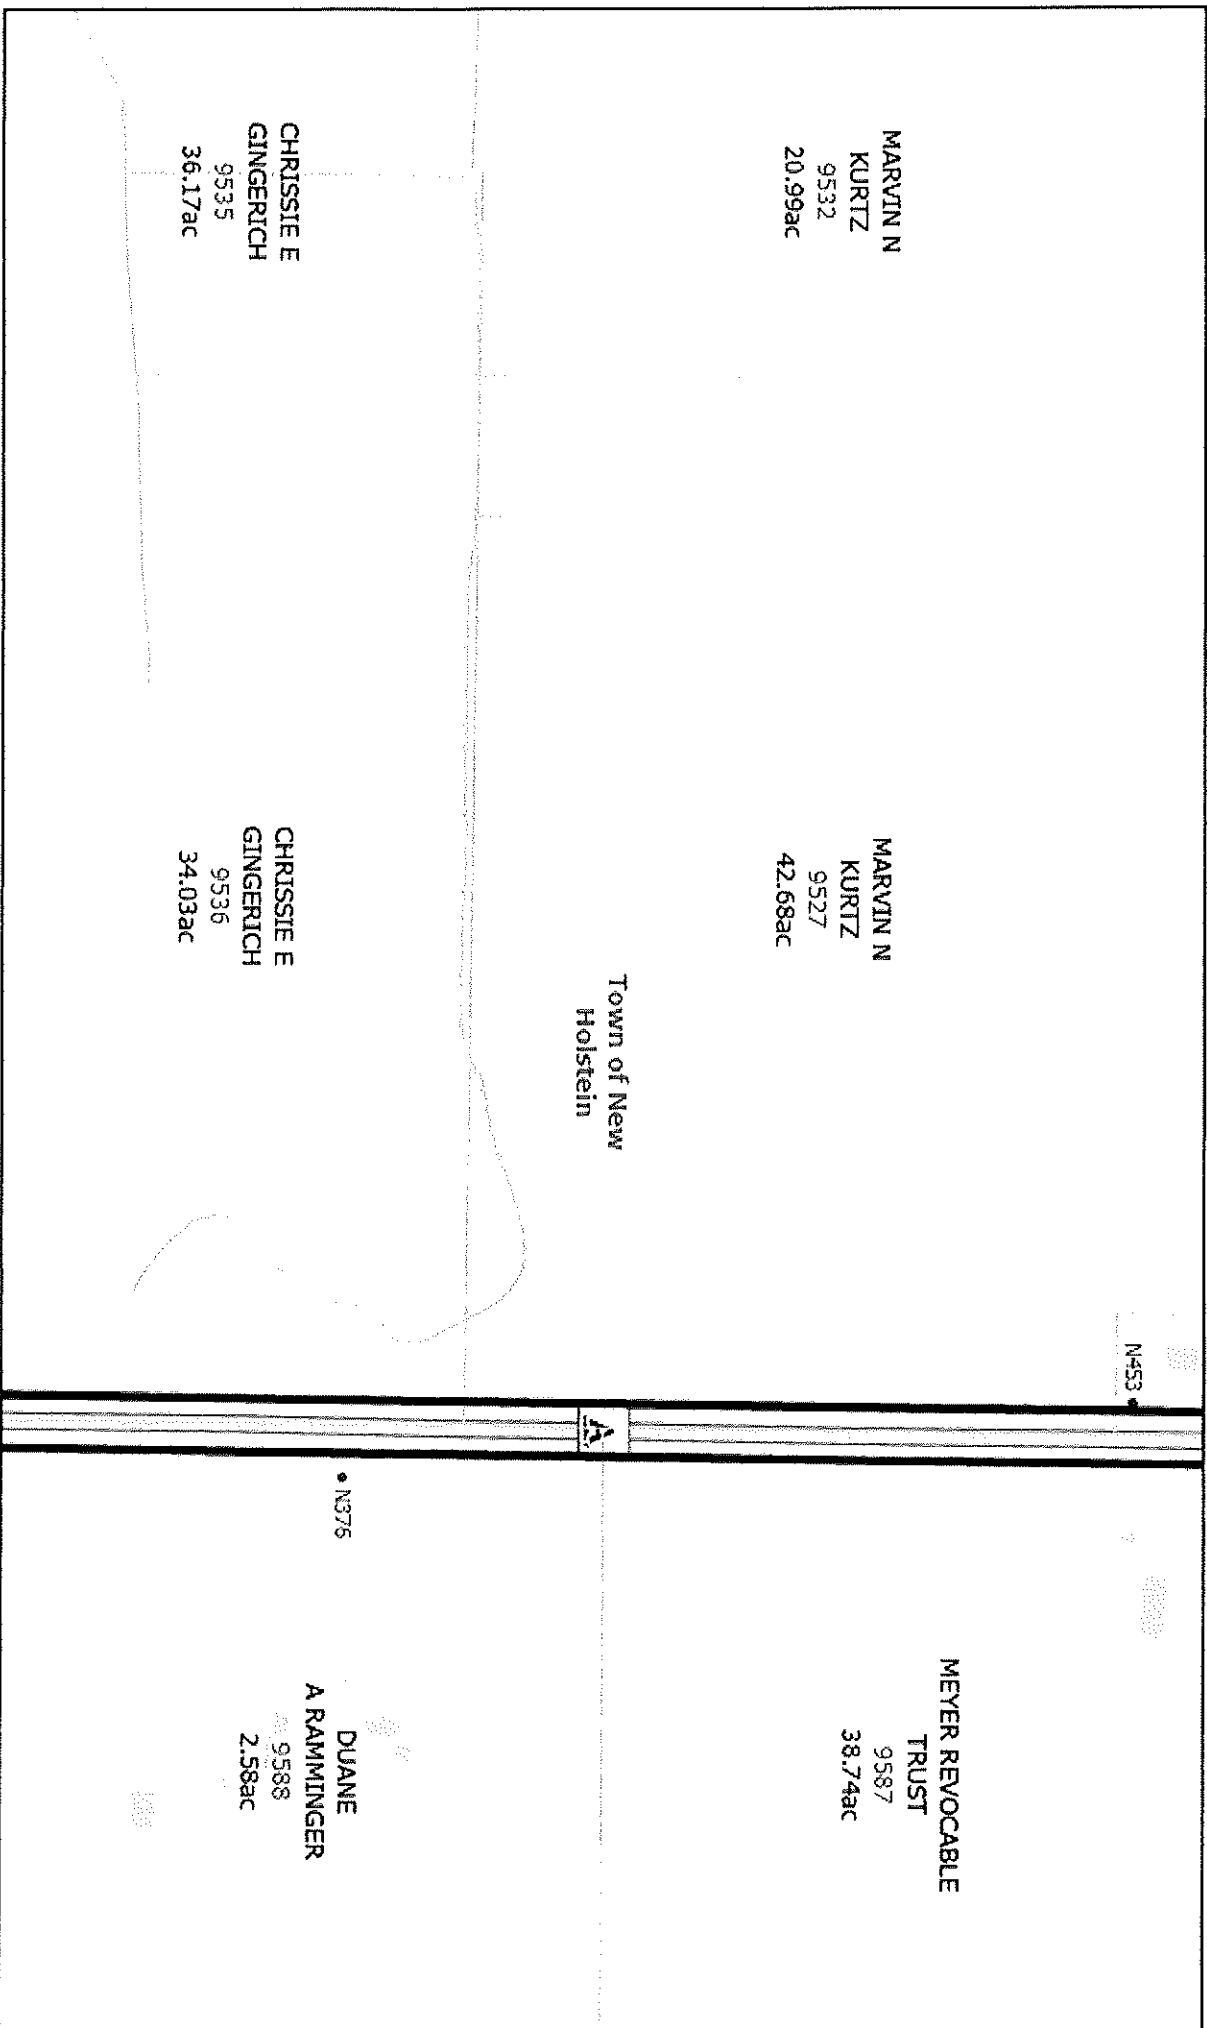 MARVIN N
KURTZ
9532
20.99ac
CHRISSIE E
GINGERICH
9535
36.17ac
MARVIN N
KURTZ
9527
42.68ac
Town of New
Holstein
CHRISSIE E
GINGERICH
9536
34.03ac
N453
A
N376
MEYER REVOCABLE
TRUST
9587
38.74ac
DUANE
A RAMMINGER
9588
2.58ac